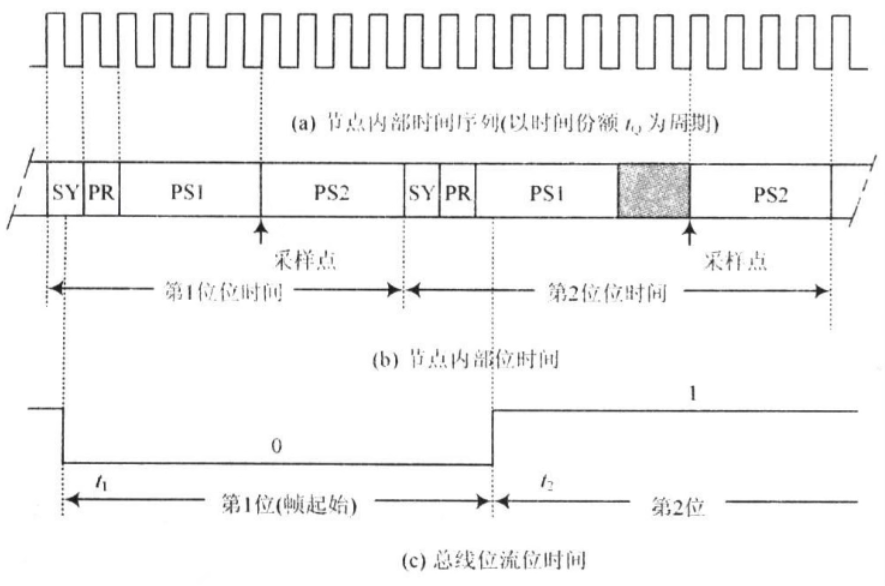 (a) 节点内部时间序列(以时间份额 tQ 为周期)
SY PR PS1 PS2 SY PR PS1 PS2
采样点 采样点
第1位位时间 第2位位时间
(b) 节点内部位时间
1
0
t1 t2
第1位(帧起始) 第2位
(c) 总线位流位时间